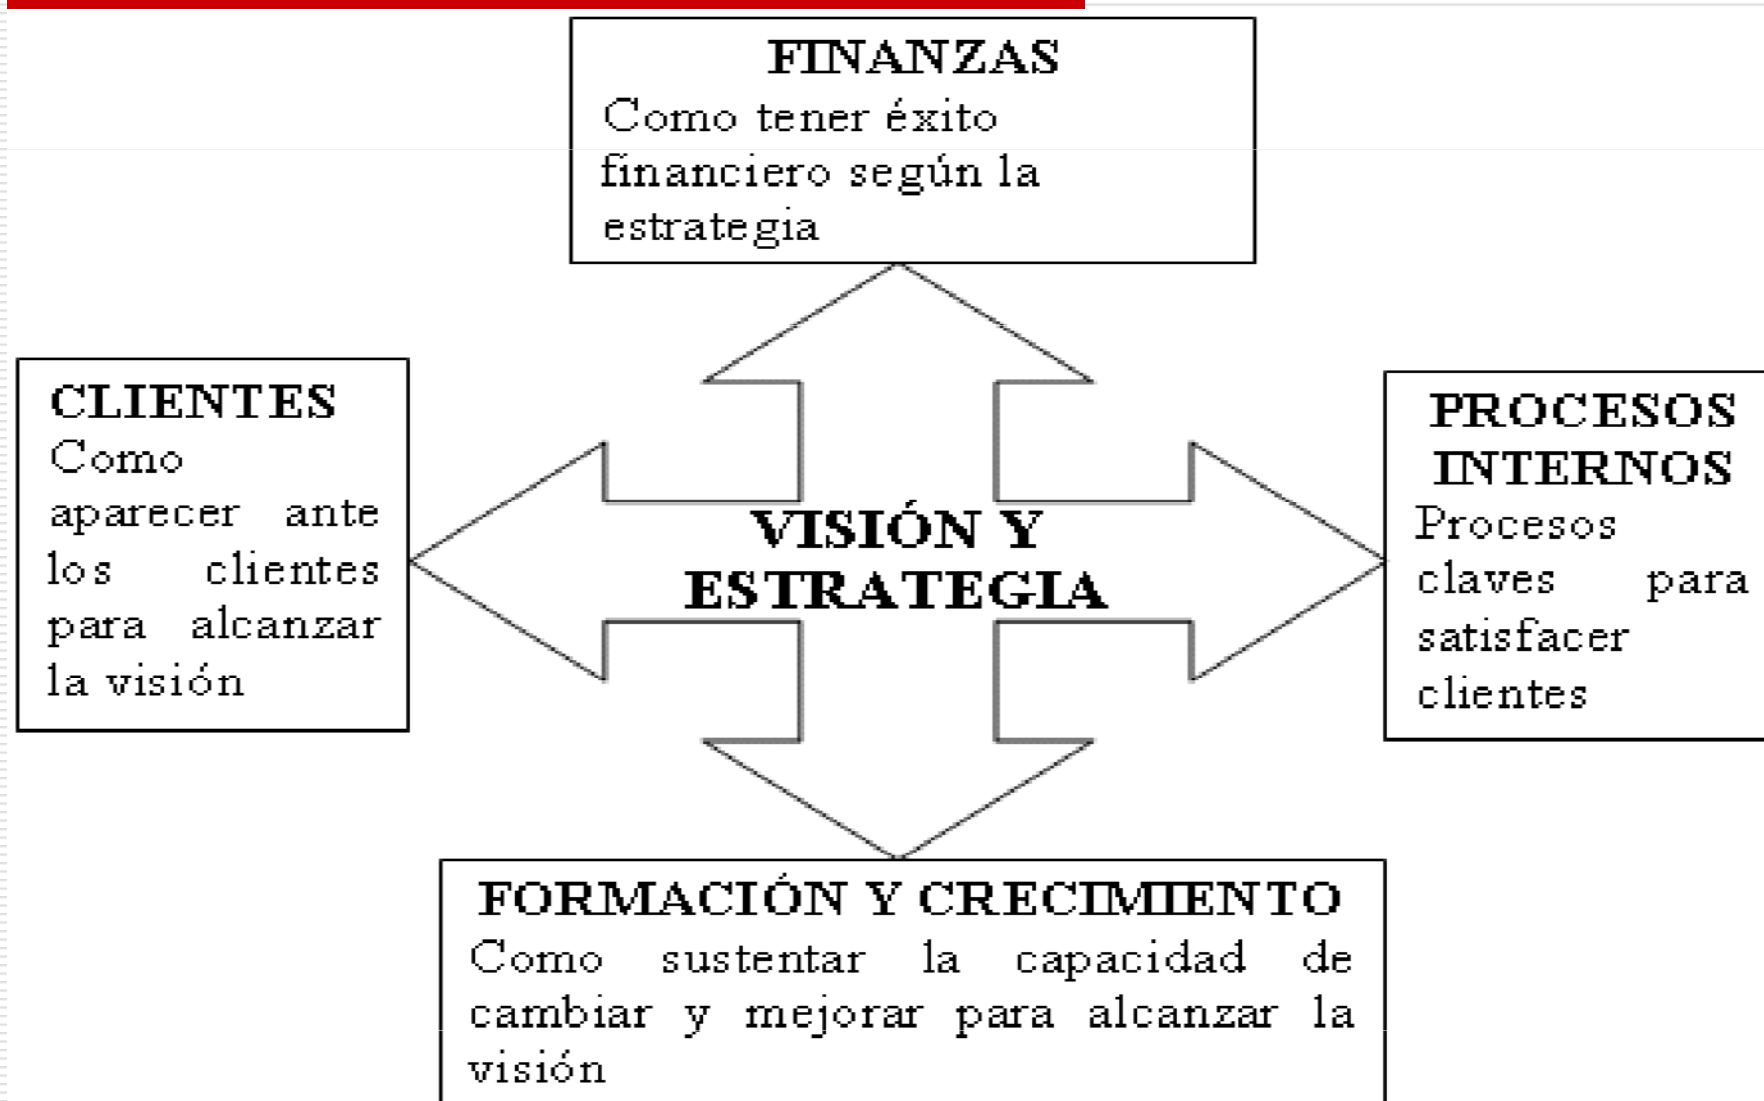 FINANZAS
Como tener éxito
financiero según la
estrategia
CLIENTES
Como
aparecer ante
los clientes
para alcanzar
la visión
VISIÓN Y
ESTRATEGIA
PROCESOS
INTERNOS
Procesos
claves para
satisfacer
clientes
FORMACIÓN Y CRECIMIENTO
Como sustentar la capacidad de
cambiar y mejorar para alcanzar la
visión